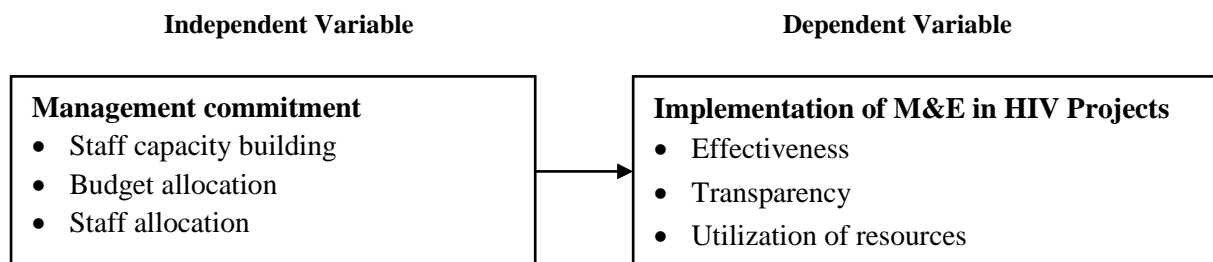 Independent Variable
Dependent Variable
Management commitment
• Staff capacity building
• Budget allocation
• Staff allocation
Implementation of M&E in HIV Projects
• Effectiveness
• Transparency
• Utilization of resources